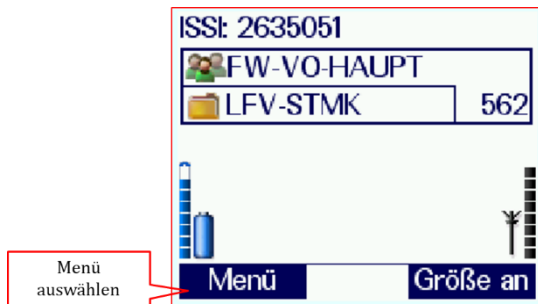 ISSI: 2635051
FW-VO-HAUPT
LFV-STMK 562
Menü
auswählen
Menü Größe an